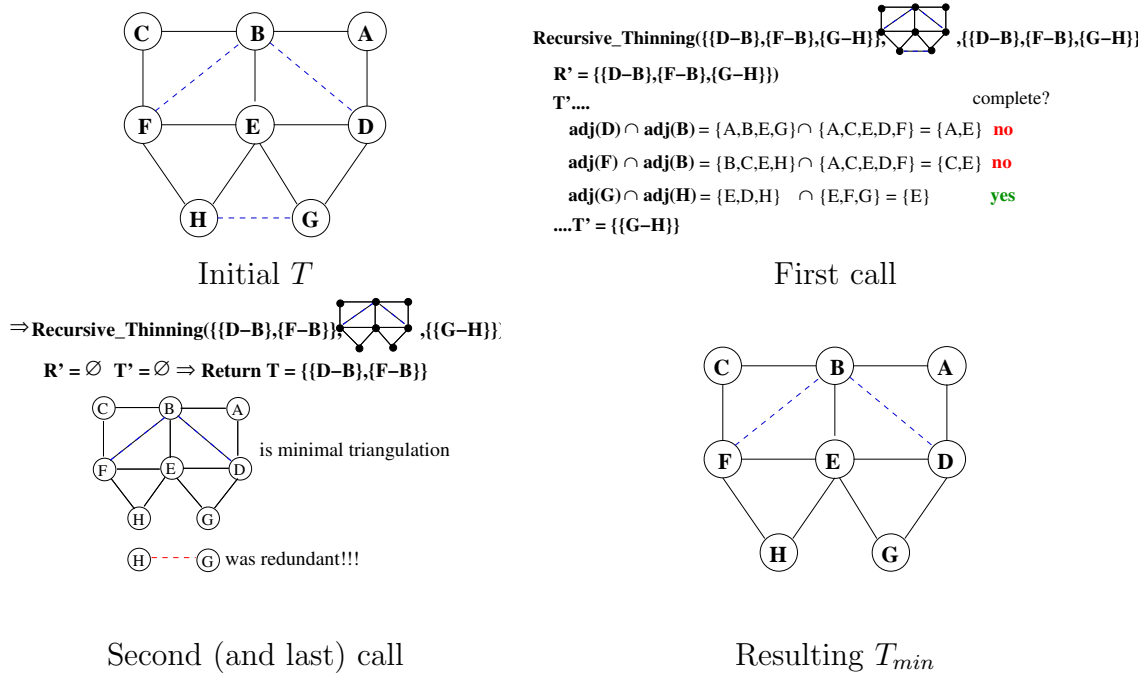 C B A
F E D
H G
Initial T
Recursive_Thinning({{D−B},{F−B},{G−H}}, ,{{D−B},{F−B},{G−H}}
R' = {{D−B},{F−B},{G−H}})
T'....
complete?
adj(D) ∩ adj(B) = {A,B,E,G} ∩ {A,C,E,D,F} = {A,E} no
adj(F) ∩ adj(B) = {B,C,E,H} ∩ {A,C,E,D,F} = {C,E} no
adj(G) ∩ adj(H) = {E,D,H} ∩ {E,F,G} = {E} yes
....T' = {{G−H}}
First call
⇒ Recursive_Thinning({{D−B},{F−B}}, ,{{G−H}})
R' = ∅ T' = ∅ ⇒ Return T = {{D−B},{F−B}}
C B A
is minimal triangulation
F E D
H G
H G was redundant!!!
Second (and last) call
C B A
F E D
H G
Resulting T_min